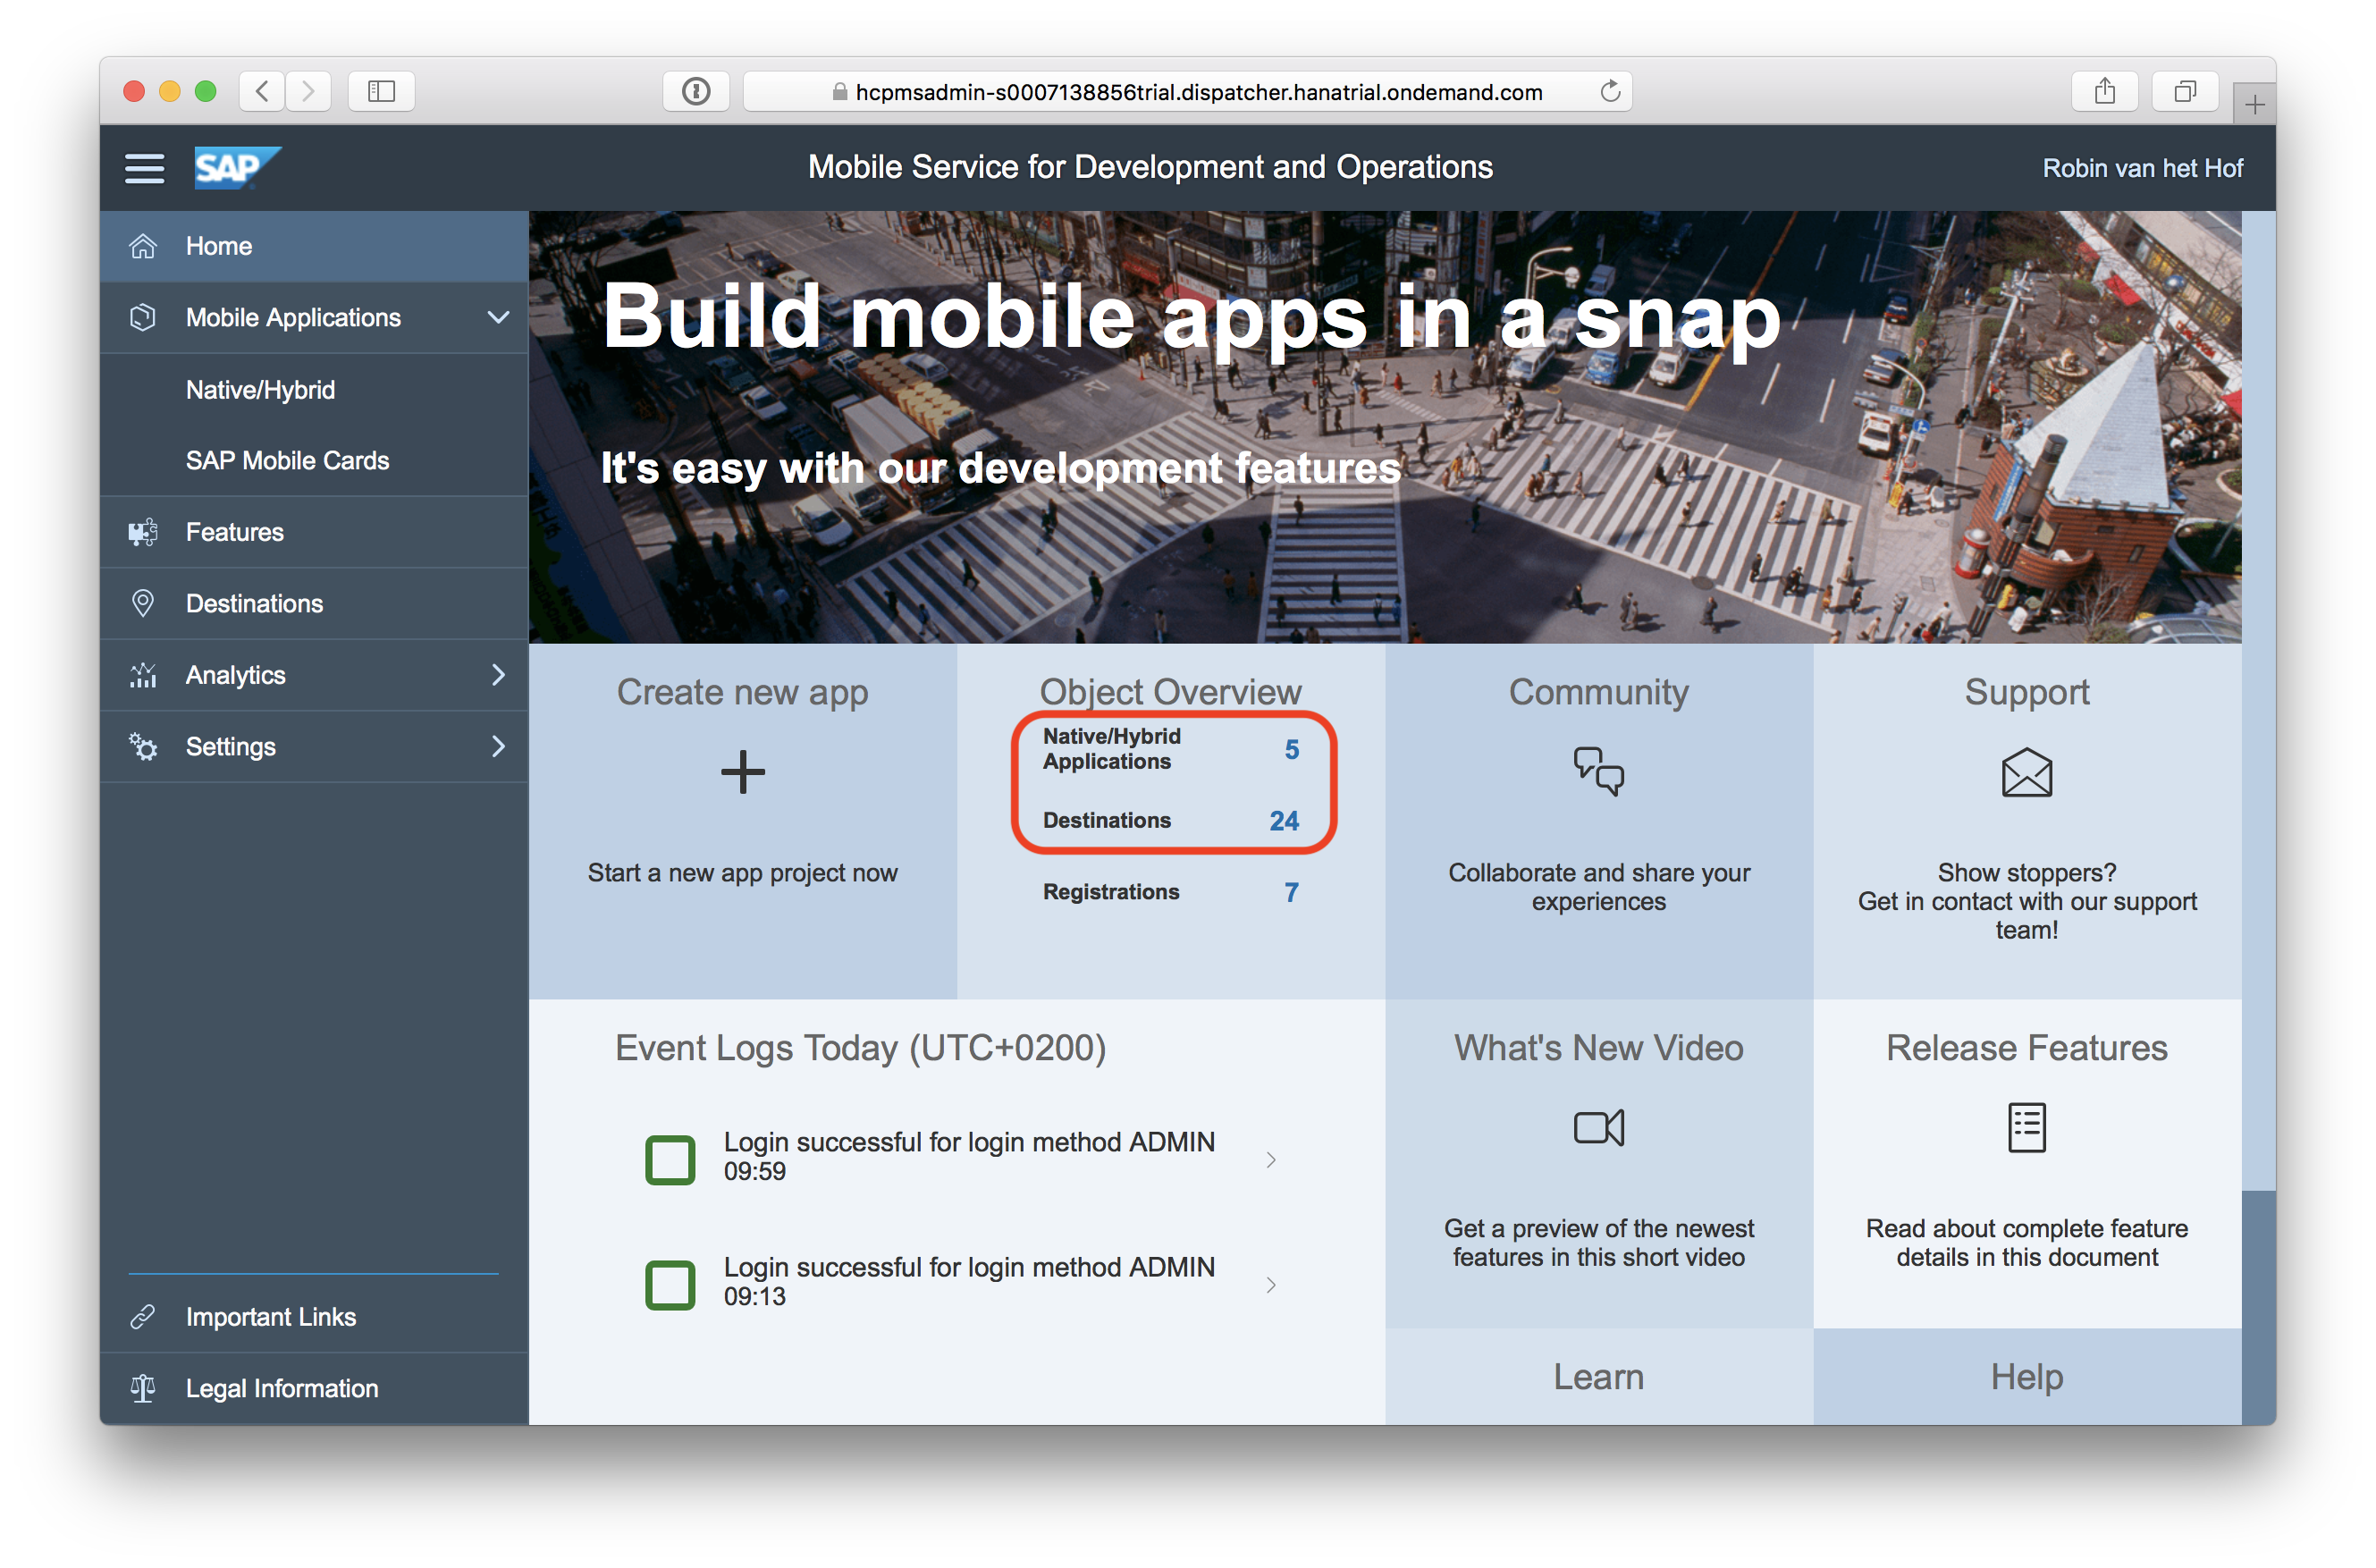 hcpmsadmin-s0007138856trial.dispatcher.hanatrial.ondemand.com
SAP
Mobile Service for Development and Operations
Robin van het Hof
Home
Mobile Applications
Native/Hybrid
SAP Mobile Cards
Features
Destinations
Analytics
Settings
Important Links
Legal Information
Build mobile apps in a snap
It's easy with our development features
Create new app
Start a new app project now
Object Overview
Native/Hybrid
Applications 5
Destinations 24
Registrations 7
Community
Collaborate and share your
experiences
Support
Show stoppers?
Get in contact with our support
team!
Event Logs Today (UTC+0200)
Login successful for login method ADMIN
09:59
Login successful for login method ADMIN
09:13
What's New Video
Get a preview of the newest
features in this short video
Release Features
Read about complete feature
details in this document
Learn
Help